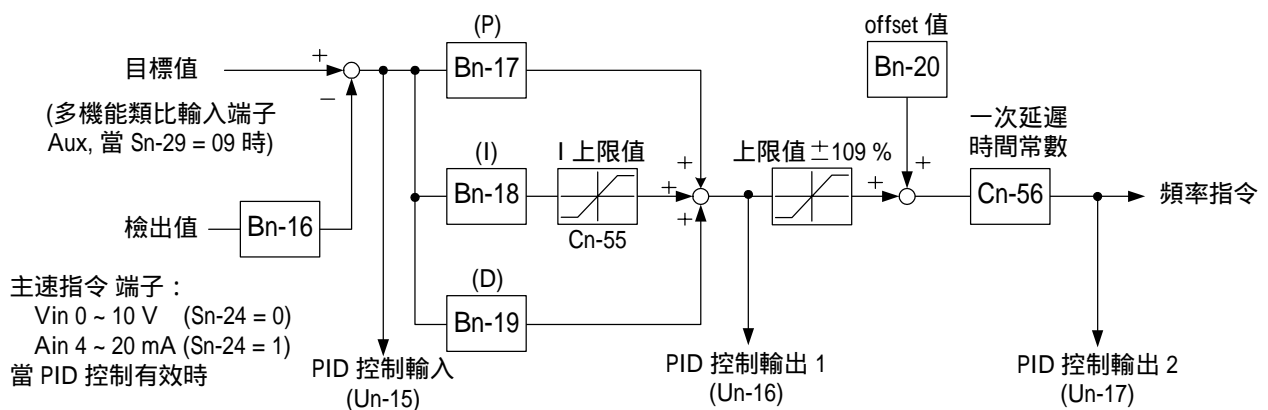 (P)
offset 值
目標值
+
−
Bn-17
Bn-20
(多機能類比輸入端子
Aux, 當 Sn-29 = 09 時)
(I)
I 上限值
+
上限值 ±109 %
+
一次延遲
時間常數
Bn-18
+
+
Cn-56
頻率指令
檢出值
Bn-16
Cn-55
+
(D)
主速指令 端子：
Vin 0 ~ 10 V (Sn-24 = 0)
Ain 4 ~ 20 mA (Sn-24 = 1)
當 PID 控制有效時
Bn-19
PID 控制輸入
(Un-15)
PID 控制輸出 1
(Un-16)
PID 控制輸出 2
(Un-17)